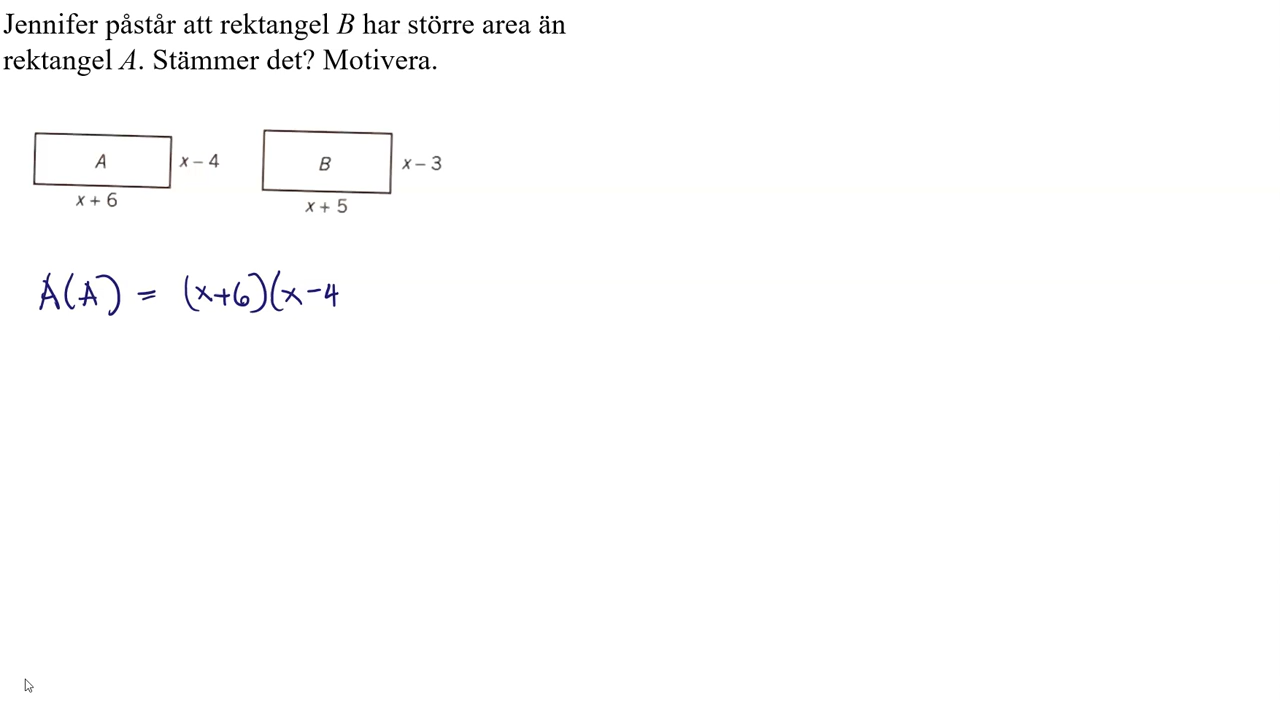 Jennifer påstår att rektangel B har större area än
rektangel A. Stämmer det? Motivera.
A
x – 4
x + 6
B
x – 3
x + 5
A(A) = (x+6)(x-4